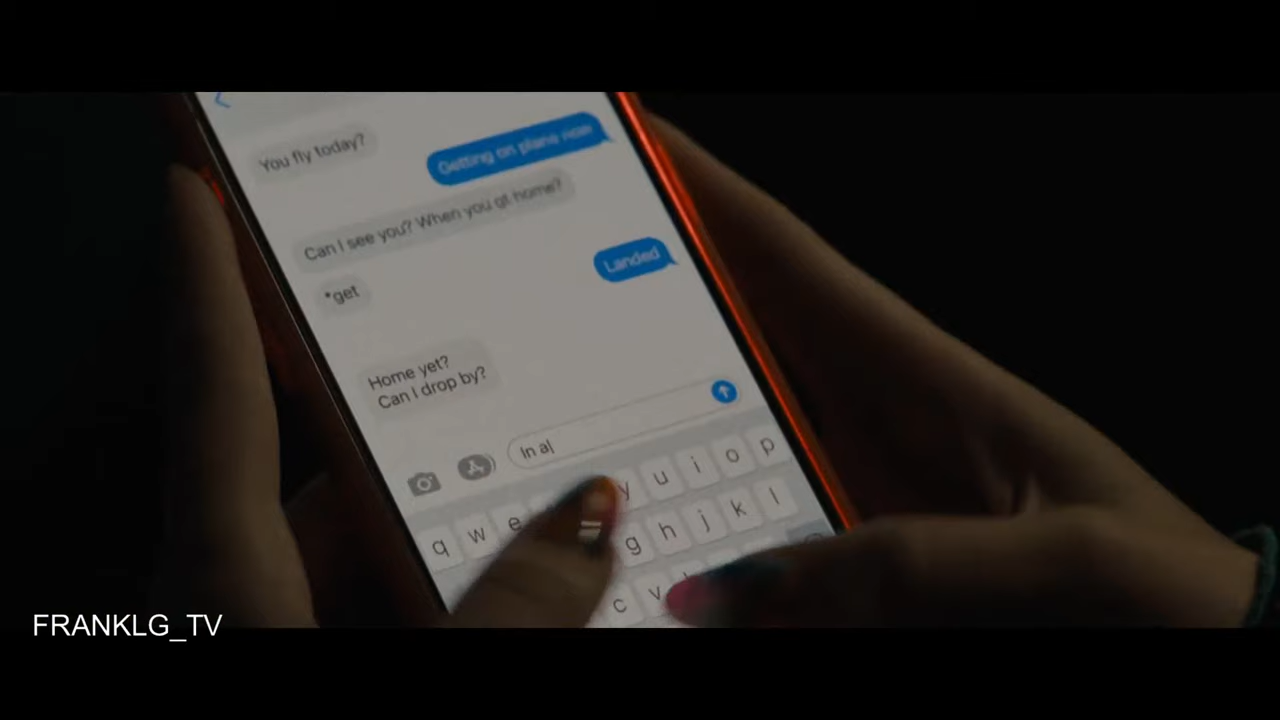 You fly today?
Getting on plane now
Can I see you? When you gt home?
Landed
*get
Home yet?
Can I drop by?
In a
y u i o p
q w e
g h j k l
c v
FRANKLG_TV